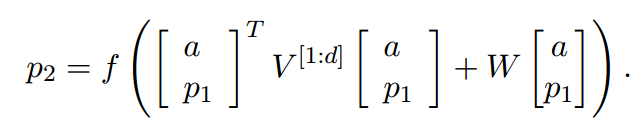 p_2 = f\left( \begin{bmatrix} a \\ p_1 \end{bmatrix}^T V^{[1:d]} \begin{bmatrix} a \\ p_1 \end{bmatrix} + W \begin{bmatrix} a \\ p_1 \end{bmatrix} \right).